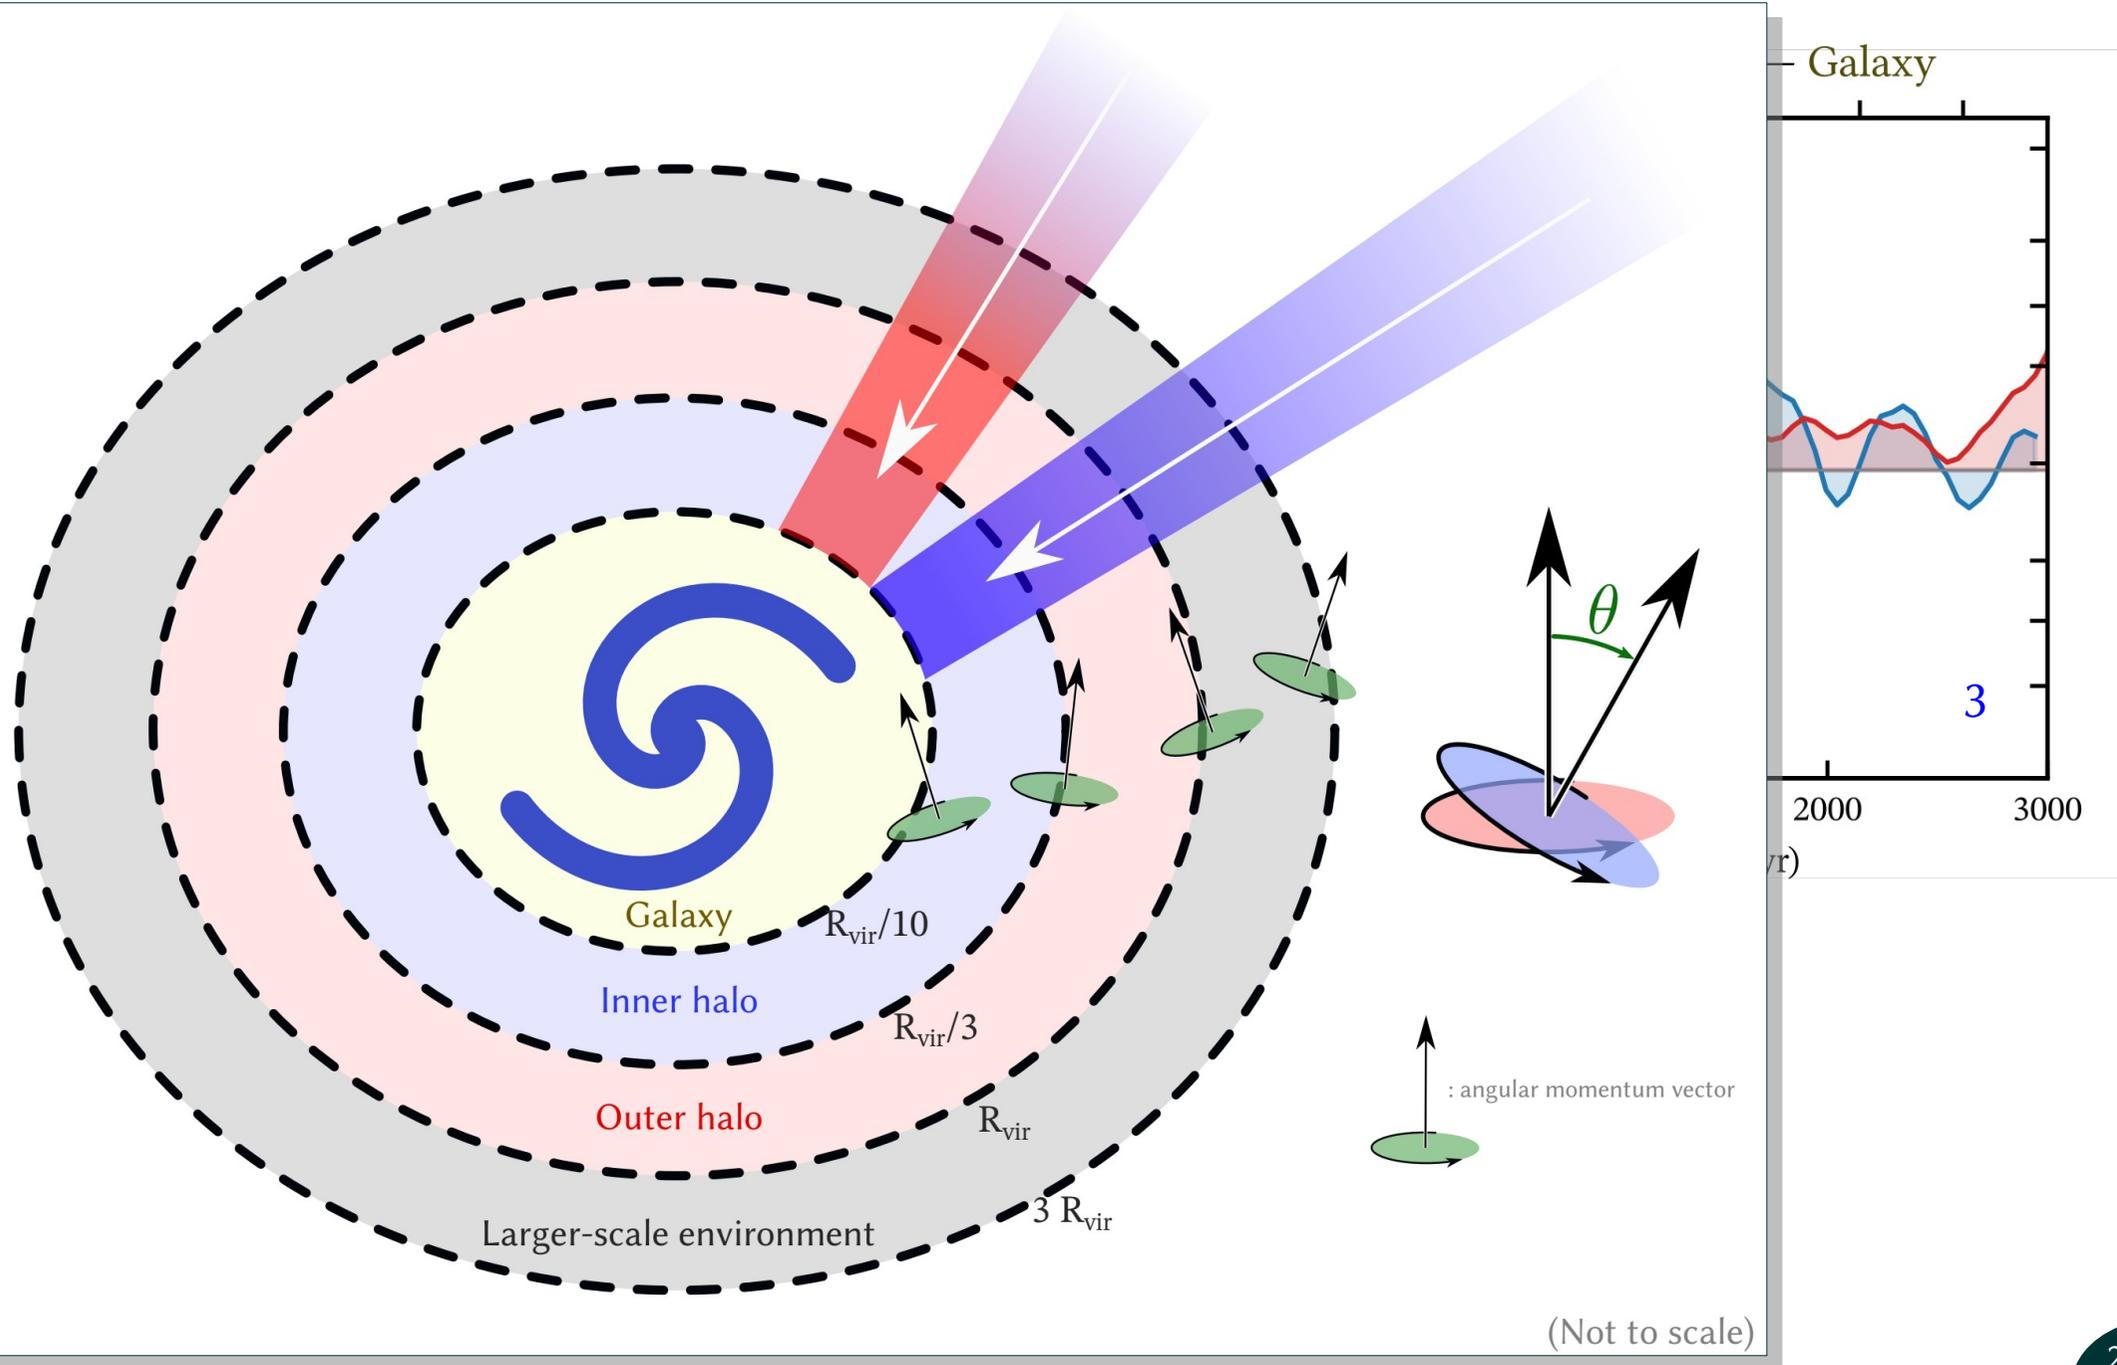 Galaxy
θ
3
2000
3000
yr)
Galaxy
R_vir/10
Inner halo
R_vir/3
: angular momentum vector
Outer halo
R_vir
3 R_vir
Larger-scale environment
(Not to scale)